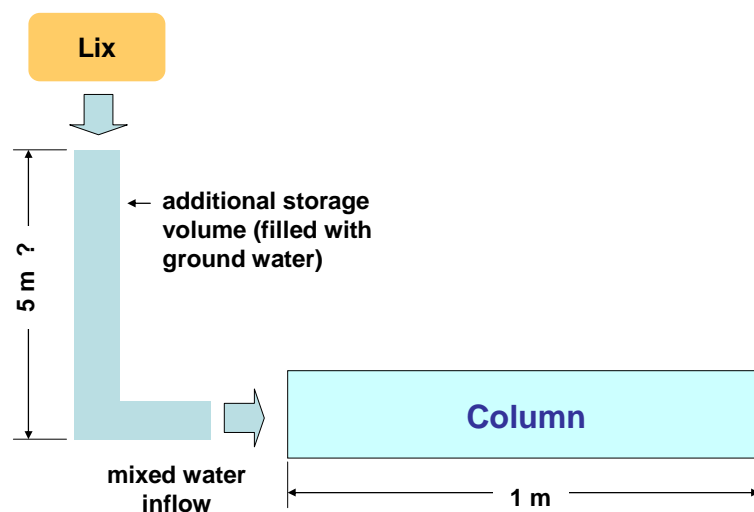 Lix
additional storage
volume (filled with
ground water)
5 m ?
Column
mixed water
inflow
1 m